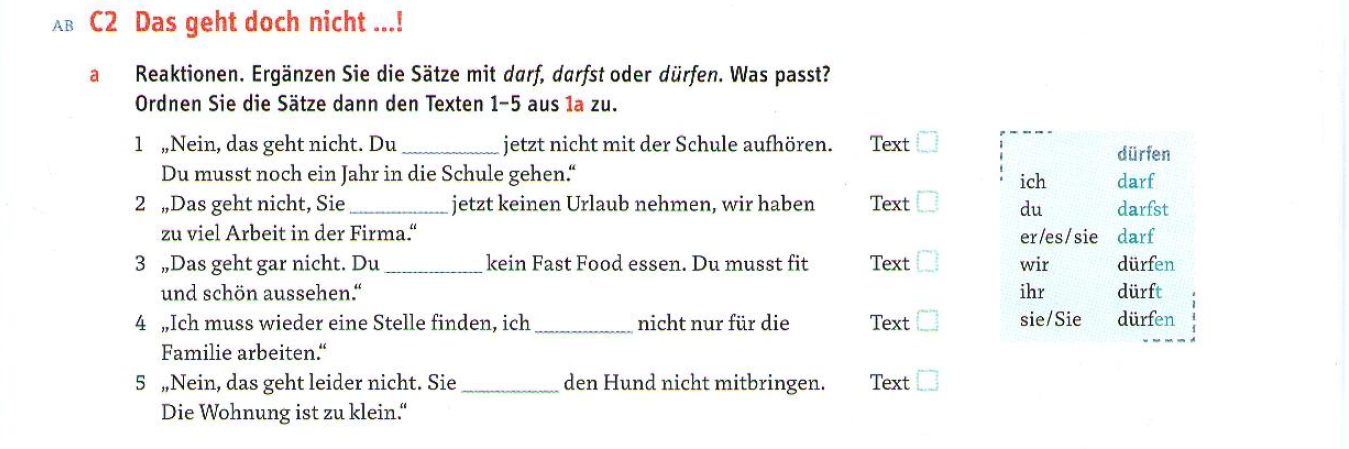 AB C2 Das geht doch nicht ...!
a Reaktionen. Ergänzen Sie die Sätze mit darf, darfst oder dürfen. Was passt?
Ordnen Sie die Sätze dann den Texten 1–5 aus 1a zu.
1 „Nein, das geht nicht. Du __________ jetzt nicht mit der Schule aufhören. Text
Du musst noch ein Jahr in die Schule gehen.“
2 „Das geht nicht, Sie __________ jetzt keinen Urlaub nehmen, wir haben Text
zu viel Arbeit in der Firma.“
3 „Das geht gar nicht. Du __________ kein Fast Food essen. Du musst fit Text
und schön aussehen.“
4 „Ich muss wieder eine Stelle finden, ich __________ nicht nur für die Text
Familie arbeiten.“
5 „Nein, das geht leider nicht. Sie __________ den Hund nicht mitbringen. Text
Die Wohnung ist zu klein.“
dürfen
ich darf
du darfst
er/es/sie darf
wir dürfen
ihr dürft
sie/Sie dürfen